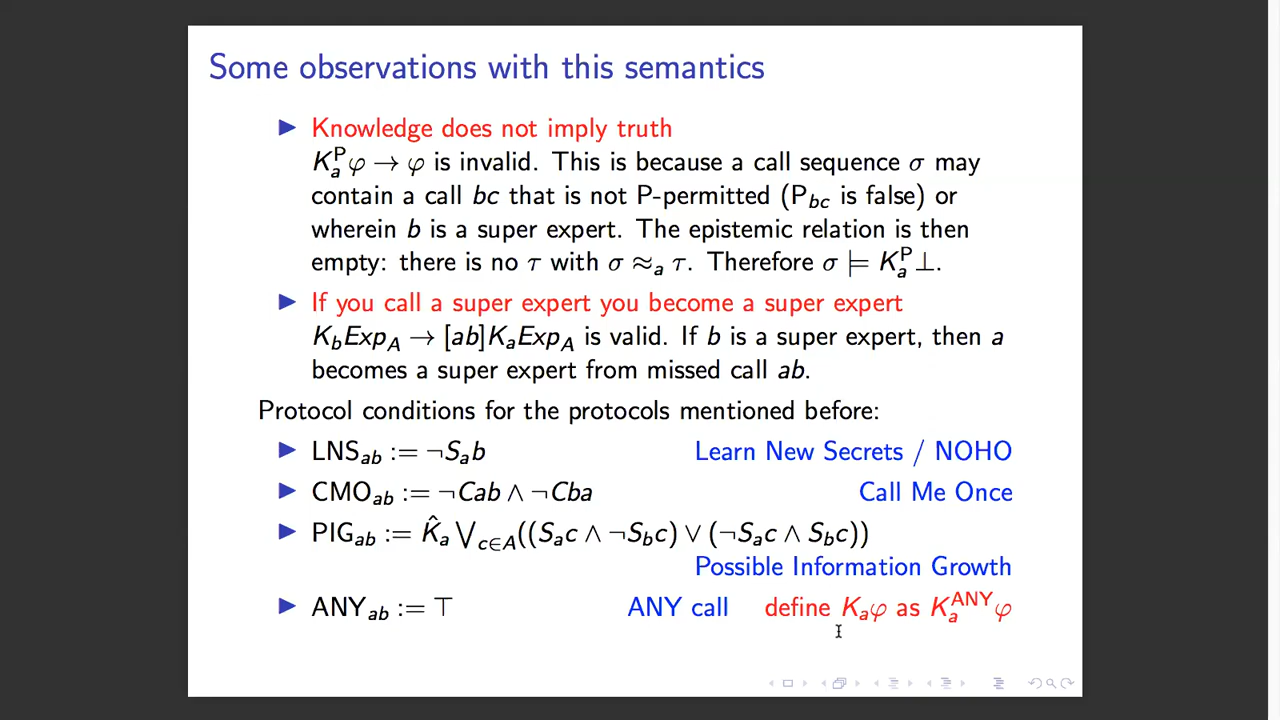 Some observations with this semantics
▶ Knowledge does not imply truth
K_a^P φ → φ is invalid. This is because a call sequence σ may
contain a call bc that is not P-permitted (P_bc is false) or
wherein b is a super expert. The epistemic relation is then
empty: there is no τ with σ ≈_a τ. Therefore σ ⊨ K_a^P ⊥.
▶ If you call a super expert you become a super expert
K_b Exp_A → [ab]K_a Exp_A is valid. If b is a super expert, then a
becomes a super expert from missed call ab.
Protocol conditions for the protocols mentioned before:
▶ LNS_ab := ¬S_a b Learn New Secrets / NOHO
▶ CMO_ab := ¬Cab ∧ ¬Cba Call Me Once
▶ PIG_ab := K̂_a ⋁_{c∈A}((S_a c ∧ ¬S_b c) ∨ (¬S_a c ∧ S_b c))
Possible Information Growth
▶ ANY_ab := ⊤ ANY call define K_a φ as K_a^ANY φ